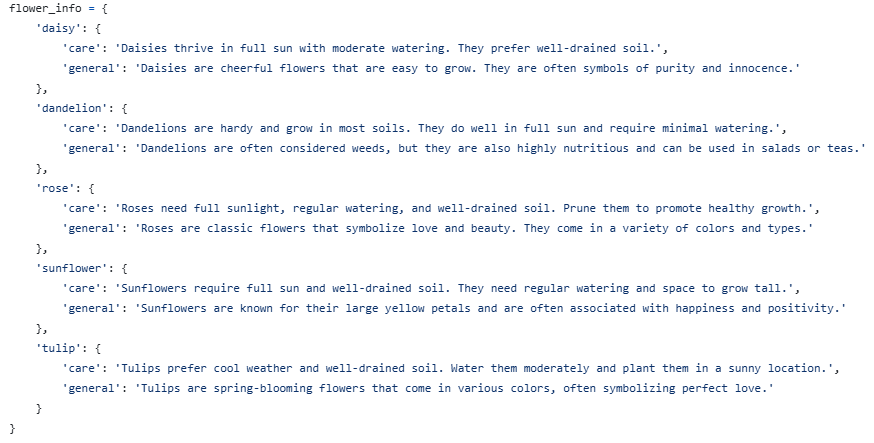 flower_info = {
    'daisy': {
        'care': 'Daisies thrive in full sun with moderate watering. They prefer well-drained soil.',
        'general': 'Daisies are cheerful flowers that are easy to grow. They are often symbols of purity and innocence.'
    },
    'dandelion': {
        'care': 'Dandelions are hardy and grow in most soils. They do well in full sun and require minimal watering.',
        'general': 'Dandelions are often considered weeds, but they are also highly nutritious and can be used in salads or teas.'
    },
    'rose': {
        'care': 'Roses need full sunlight, regular watering, and well-drained soil. Prune them to promote healthy growth.',
        'general': 'Roses are classic flowers that symbolize love and beauty. They come in a variety of colors and types.'
    },
    'sunflower': {
        'care': 'Sunflowers require full sun and well-drained soil. They need regular watering and space to grow tall.',
        'general': 'Sunflowers are known for their large yellow petals and are often associated with happiness and positivity.'
    },
    'tulip': {
        'care': 'Tulips prefer cool weather and well-drained soil. Water them moderately and plant them in a sunny location.',
        'general': 'Tulips are spring-blooming flowers that come in various colors, often symbolizing perfect love.'
    }
}